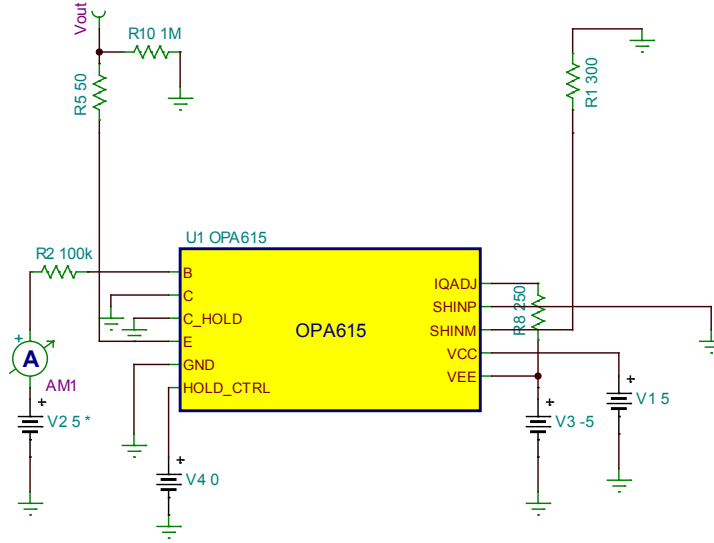 Vout
R10 1M
R5 50
R1 300
U1 OPA615
R2 100k
B
C
C_HOLD
E
GND
HOLD_CTRL
OPA615
IQADJ
SHINP
SHINM
VCC
VEE
R8 250
+
A
AM1
+
V2 5 *
+
V4 0
+
V3 -5
+
V1 5